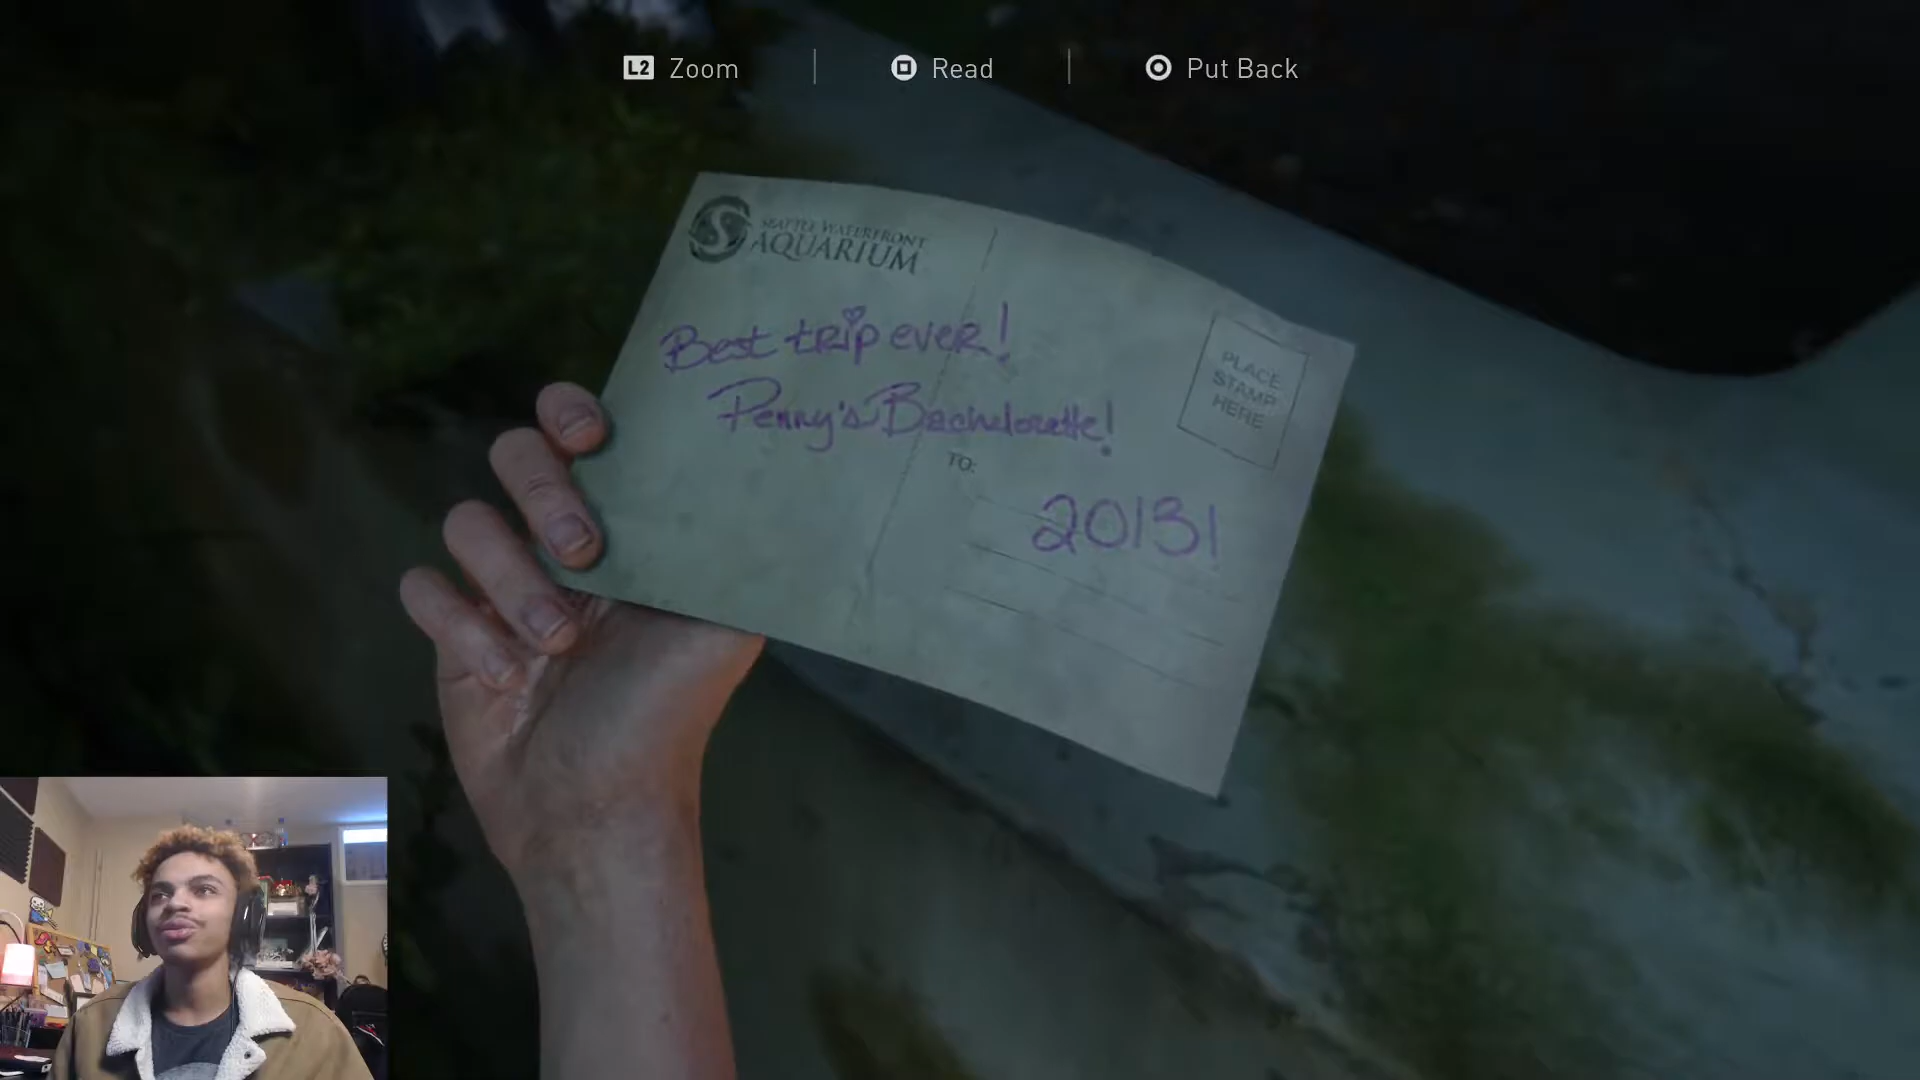 L2 Zoom
Read
Put Back
SEATTLE WATERFRONT
AQUARIUM
Best trip ever!
Penny's Bachelorette!
PLACE
STAMP
HERE
TO:
2013!